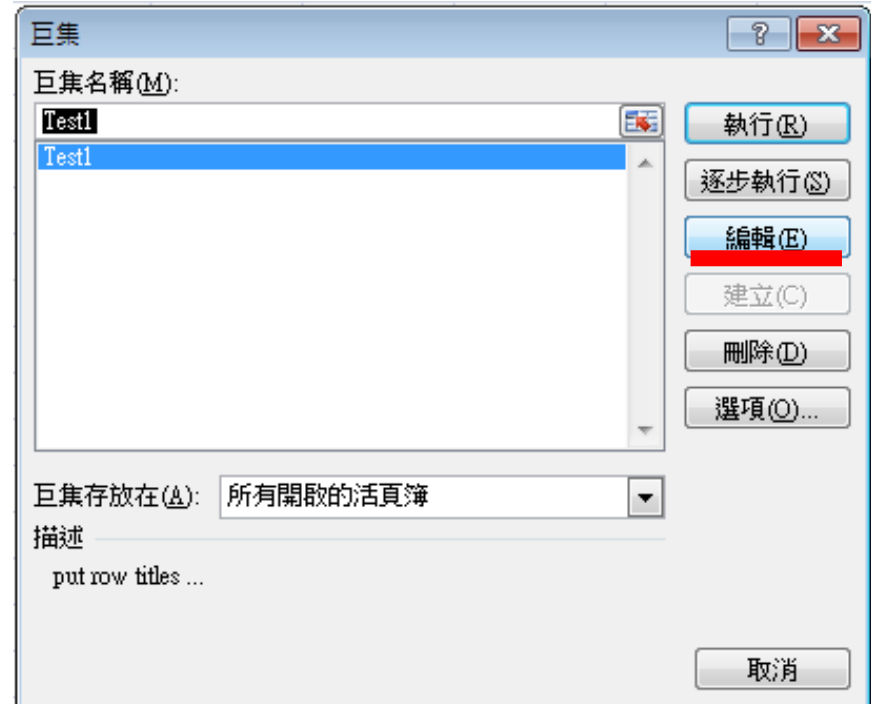 巨集
巨集名稱(M):
Test1
Test1
執行(R)
逐步執行(S)
編輯(E)
建立(C)
刪除(D)
選項(O)...
巨集存放在(A): 所有開啟的活頁簿
描述
put row titles ...
取消